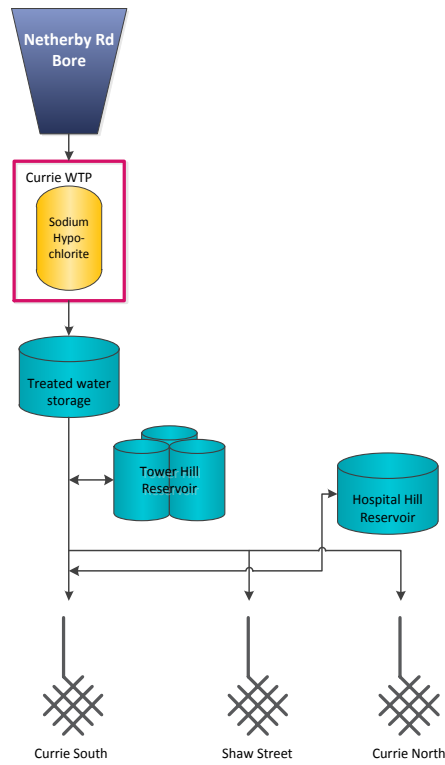 Netherby Rd
Bore
Currie WTP
Sodium
Hypo-
chlorite
Treated water
storage
Tower Hill
Reservoir
Hospital Hill
Reservoir
Currie South
Shaw Street
Currie North